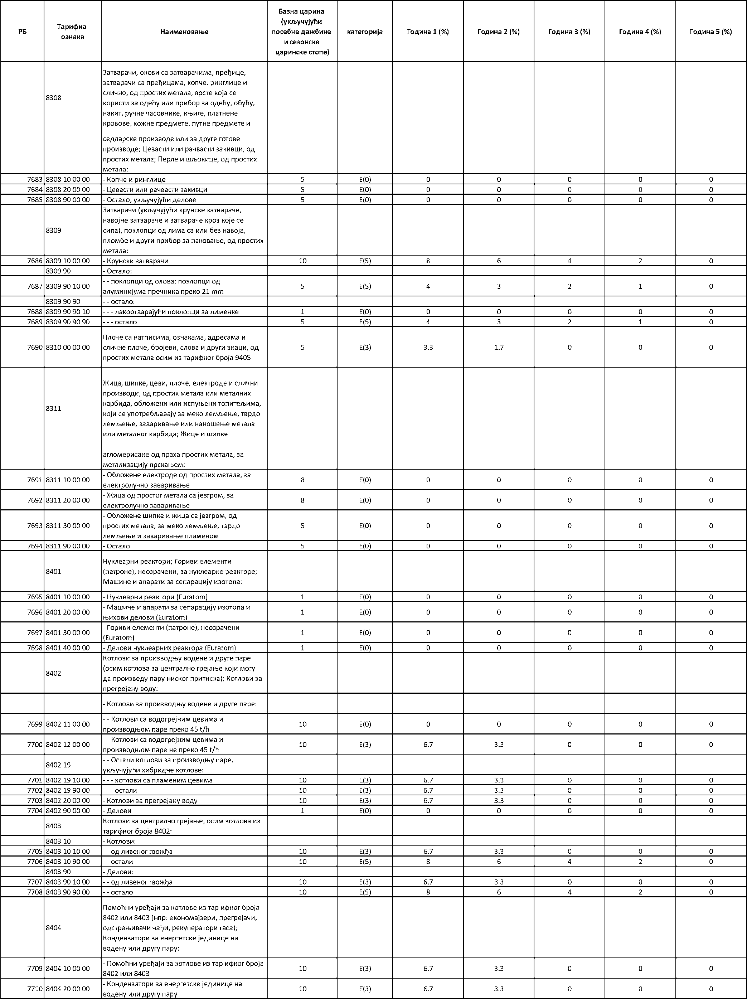 РБ Тарифна ознака Наименовање Базна царина (укључујући посебне дажбине и сезонске царинске стопе) категорија Година 1 (%) Година 2 (%) Година 3 (%) Година 4 (%) Година 5 (%)
8308
Затварачи, окови са затварачима, пређице,
затварачи са пређицама, копче, ринглице и
слично, од простих метала, врсте која се
користи за одећу или прибор за одећу, обућу,
накит, ручне часовнике, књиге, платнене
кровове, кожне предмете, путне предмете и
седларске производе или за друге готове
производе; Цевасти или рачвасти закивци, од
простих метала; Перле и шљокице, од простих
метала:
7683 8308 10 00 00 - Копче и ринглице 5 Е(0) 0 0 0 0 0
7684 8308 20 00 00 - Цевасти или рачвасти закивци 5 Е(0) 0 0 0 0 0
7685 8308 90 00 00 - Остало, укључујући делове 5 Е(0) 0 0 0 0 0
8309
Затварачи (укључујући крунске затвараче,
навојне затвараче и затвараче кроз које се
сипа), поклопци од лима са или без навоја,
пломбе и други прибор за паковање, од простих
метала:
7686 8309 10 00 00 - Крунски затварачи 10 Е(5) 8 6 4 2 0
8309 90 - Остало:
7687 8309 90 10 00 - - поклопци од олова; поклопци од
алуминијума пречника преко 21 mm 5 Е(5) 4 3 2 1 0
8309 90 90 - - остало:
7688 8309 90 90 10 - - - лакоотварајући поклопци за лименке 1 Е(0) 0 0 0 0 0
7689 8309 90 90 90 - - - остало 5 Е(5) 4 3 2 1 0
7690 8310 00 00 00 Плоче са натписима, ознакама, адресама и
сличне плоче, бројеви, слова и други знаци, од
простих метала осим из тарифног броја 9405 5 Е(3) 3.3 1.7 0 0 0
8311
Жица, шипке, цеви, плоче, електроде и слични
производи, од простих метала или металних
карбида, обложени или испуњени топитељима,
који се употребљавају за меко лемљење, тврдо
лемљење, заваривање или наношење метала
или металног карбида; Жице и шипке
агломерисане од праха простих метала, за
метализацију прскањем:
7691 8311 10 00 00 - Обложене електроде од простих метала, за
електролучно заваривање 8 Е(0) 0 0 0 0 0
7692 8311 20 00 00 - Жица од простог метала са језгром, за
електролучно заваривање 8 Е(0) 0 0 0 0 0
7693 8311 30 00 00 - Обложене шипке и жица са језгром, од
простих метала, за меко лемљење, тврдо
лемљење и заваривање пламеном 5 Е(0) 0 0 0 0 0
7694 8311 90 00 00 - Остало 5 Е(0) 0 0 0 0 0
8401
Нуклеарни реактори; Гориви елементи
(патроне), неозрачени, за нуклеарне реакторе;
Машине и апарати за сепарацију изотопа:
7695 8401 10 00 00 - Нуклеарни реактори (Euratom) 1 Е(0) 0 0 0 0 0
7696 8401 20 00 00 - Машине и апарати за сепарацију изотопа и
њихови делови (Euratom) 1 Е(0) 0 0 0 0 0
7697 8401 30 00 00 - Гориви елементи (патроне), неозрачени
(Euratom) 1 Е(0) 0 0 0 0 0
7698 8401 40 00 00 - Делови нуклеарних реактора (Euratom) 1 Е(0) 0 0 0 0 0
8402
Котлови за производњу водене и друге паре
(осим котлова за централно грејање који могу
да произведу пару ниског притиска); Котлови за
прегрејану воду:
- Котлови за производњу водене и друге паре:
7699 8402 11 00 00 - - Котлови са водогрејним цевима и
производњом паре преко 45 t/h 10 Е(0) 0 0 0 0 0
7700 8402 12 00 00 - - Котлови са водогрејним цевима и
производњом паре не преко 45 t/h 10 Е(3) 6.7 3.3 0 0 0
8402 19 - - Остали котлови за производњу паре,
укључујући хибридне котлове:
7701 8402 19 10 00 - - - котлови са пламеним цевима 10 Е(3) 6.7 3.3 0 0 0
7702 8402 19 90 00 - - - остали 10 Е(3) 6.7 3.3 0 0 0
7703 8402 20 00 00 - Котлови за прегрејану воду 10 Е(3) 6.7 3.3 0 0 0
7704 8402 90 00 00 - Делови 1 Е(0) 0 0 0 0 0
8403 Котлови за централно грејање, осим котлова из
тарифног броја 8402:
8403 10 - Котлови:
7705 8403 10 10 00 - - од ливеног гвожђа 10 Е(3) 6.7 3.3 0 0 0
7706 8403 10 90 00 - - остали 10 Е(5) 8 6 4 2 0
8403 90 - Делови:
7707 8403 90 10 00 - - од ливеног гвожђа 10 Е(3) 6.7 3.3 0 0 0
7708 8403 90 90 00 - - остало 10 Е(5) 8 6 4 2 0
8404
Помоћни уређаји за котлове из тар ифног броја
8402 или 8403 (нпр: економајзери, прегрејачи,
одстрањивачи чађи, рекуператори гаса);
Кондензатори за енергетске јединице на
водену или другу пару:
7709 8404 10 00 00 - Помоћни уређаји за котлове из тар ифног броја
8402 или 8403 10 Е(3) 6.7 3.3 0 0 0
7710 8404 20 00 00 - Кондензатори за енергетске јединице на
водену или другу пару 10 Е(3) 6.7 3.3 0 0 0